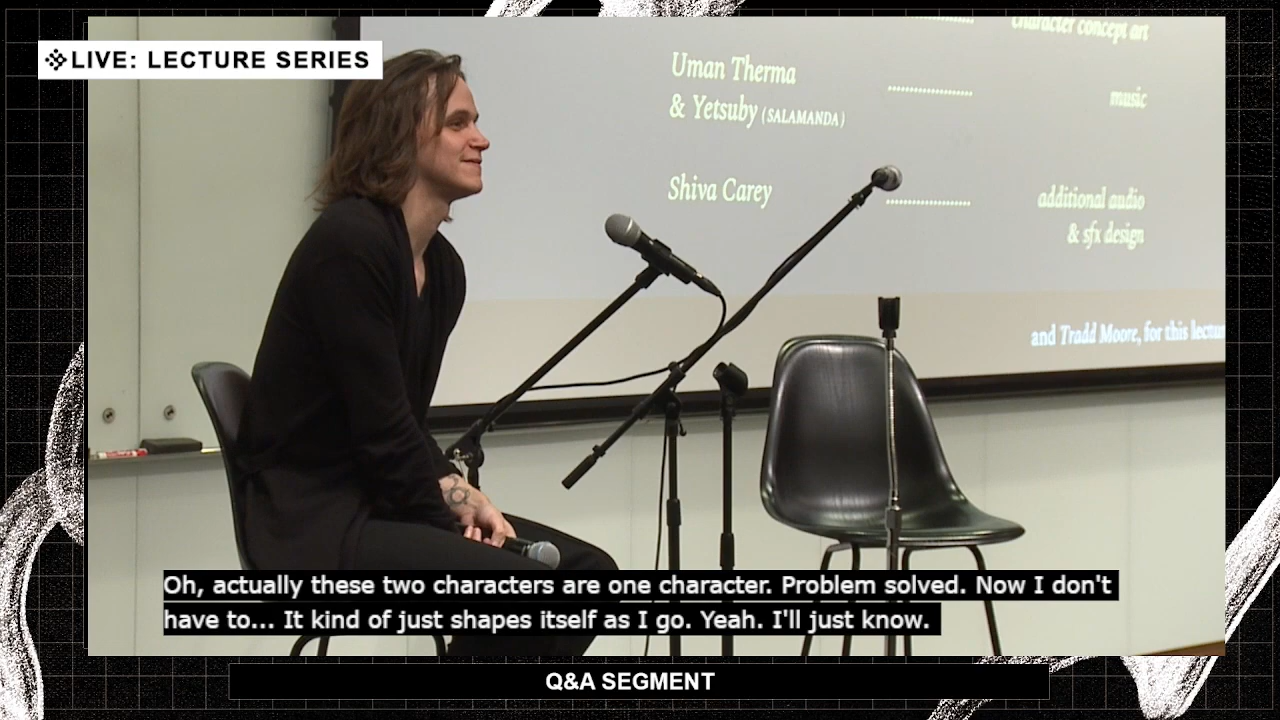 LIVE: LECTURE SERIES
character concept art
Uman Therma
& Yetsuby (SALAMANDA)
music
Shiva Carey
additional audio
& sfx design
and Tradd Moore, for this lectur
Oh, actually these two characters are one character. Problem solved. Now I don't
have to... It kind of just shapes itself as I go. Yeah. I'll just know.
Q&A SEGMENT